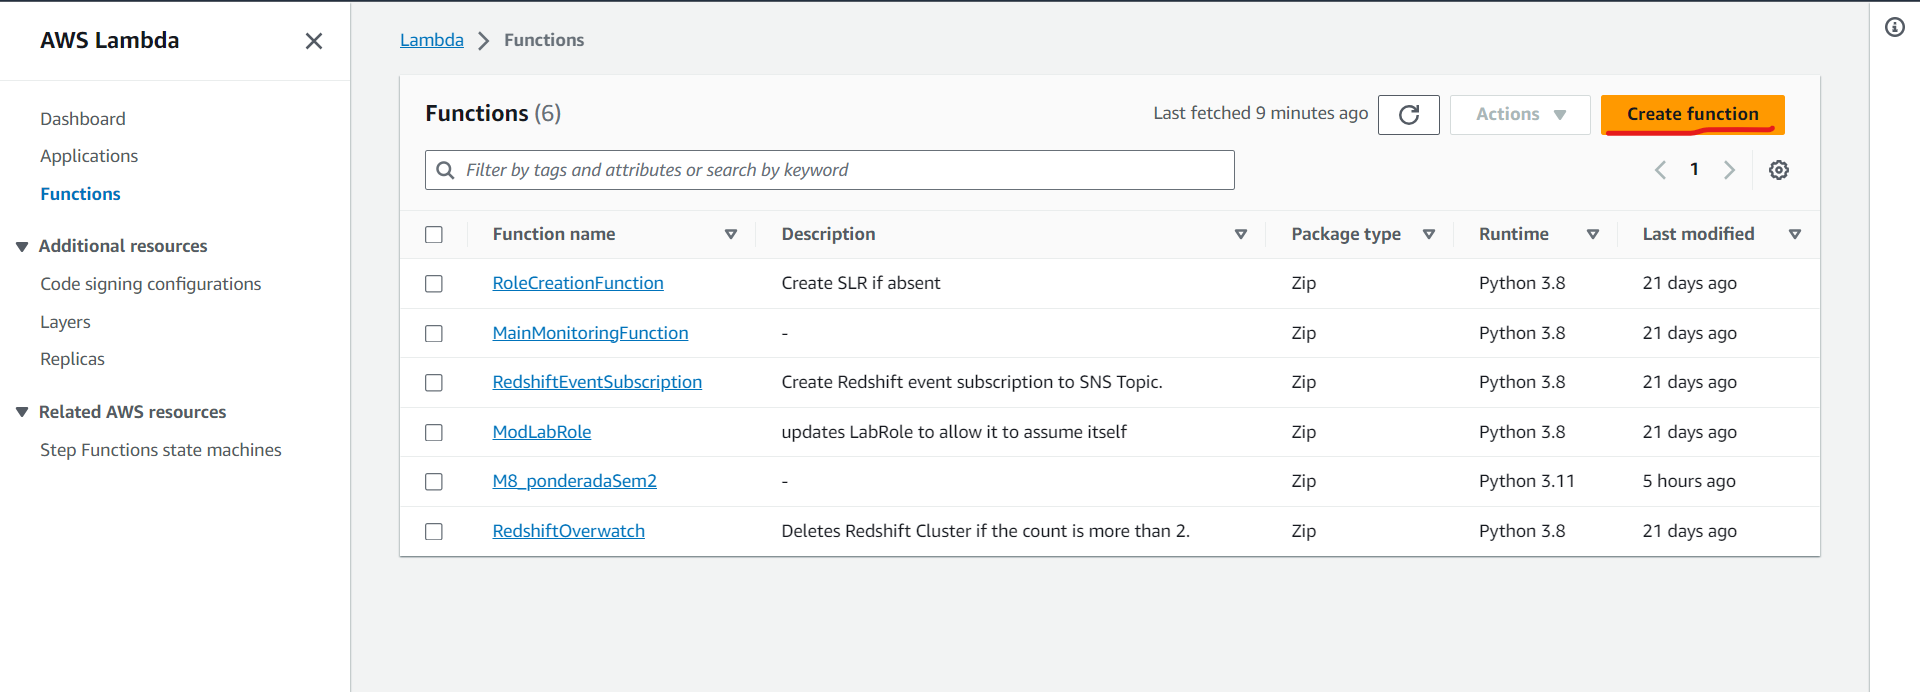 AWS Lambda
Dashboard
Applications
Functions
Additional resources
Code signing configurations
Layers
Replicas
Related AWS resources
Step Functions state machines
Lambda > Functions
Functions (6)
Last fetched 9 minutes ago
Actions
Create function
Filter by tags and attributes or search by keyword
1
Function name Description Package type Runtime Last modified
RoleCreationFunction Create SLR if absent Zip Python 3.8 21 days ago
MainMonitoringFunction - Zip Python 3.8 21 days ago
RedshiftEventSubscription Create Redshift event subscription to SNS Topic. Zip Python 3.8 21 days ago
ModLabRole updates LabRole to allow it to assume itself Zip Python 3.8 21 days ago
M8_ponderadaSem2 - Zip Python 3.11 5 hours ago
RedshiftOverwatch Deletes Redshift Cluster if the count is more than 2. Zip Python 3.8 21 days ago